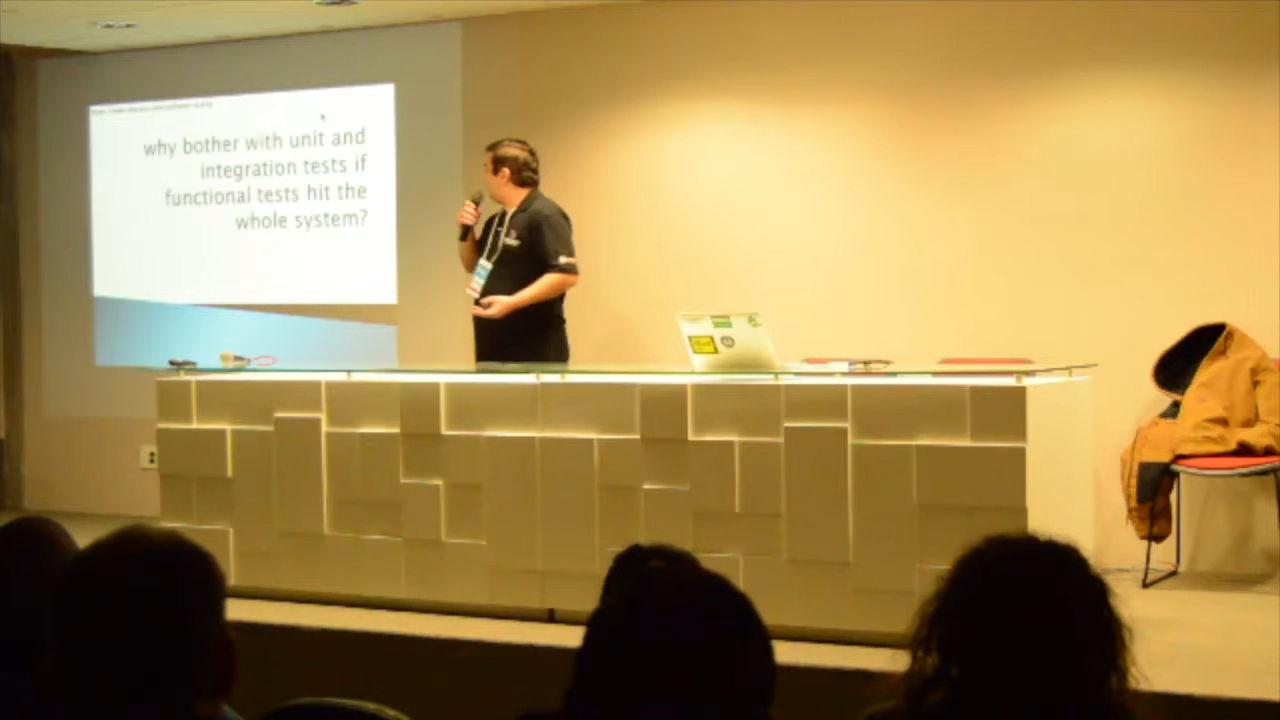 why bother with unit and
integration tests if
functional tests hit the
whole system?